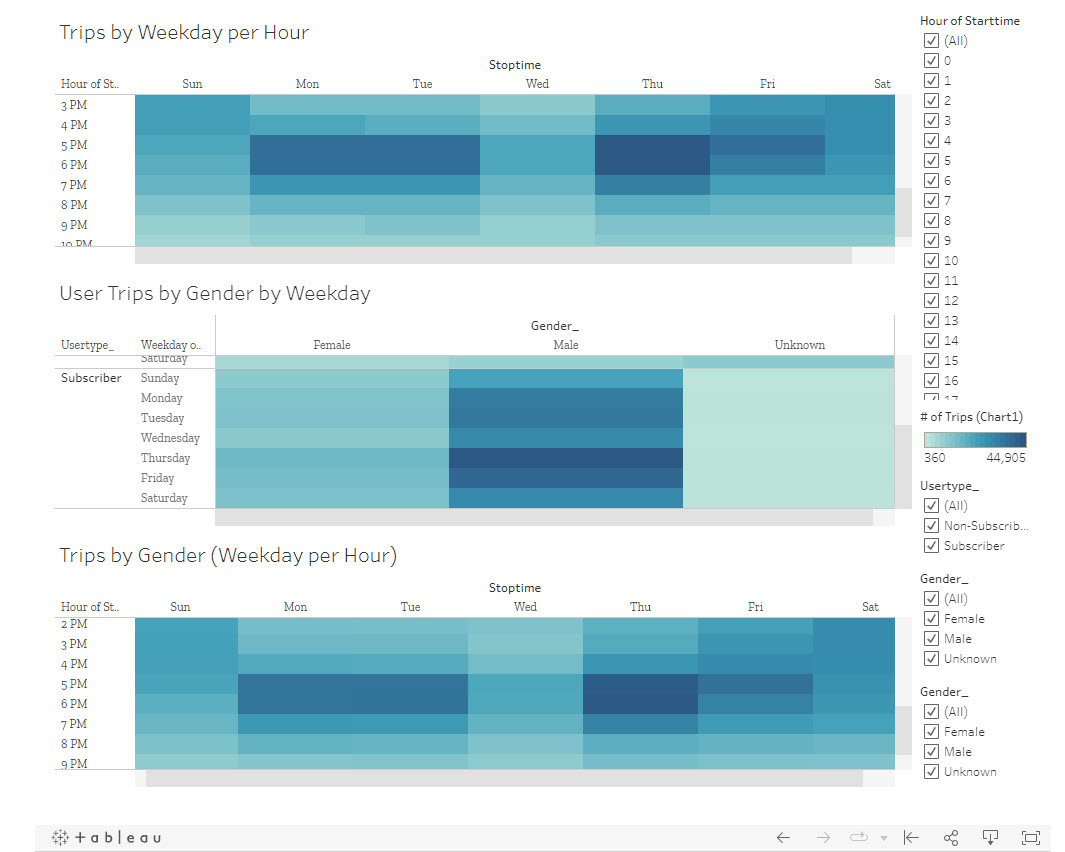 Trips by Weekday per Hour
Stoptime
Hour of St.. Sun Mon Tue Wed Thu Fri Sat
3 PM
4 PM
5 PM
6 PM
7 PM
8 PM
9 PM
10 PM
User Trips by Gender by Weekday
Gender_
Usertype_ Weekday o.. Female Male Unknown
Saturday
Subscriber Sunday
Monday
Tuesday
Wednesday
Thursday
Friday
Saturday
Trips by Gender (Weekday per Hour)
Stoptime
Hour of St.. Sun Mon Tue Wed Thu Fri Sat
2 PM
3 PM
4 PM
5 PM
6 PM
7 PM
8 PM
9 PM
Hour of Starttime
(All)
0
1
2
3
4
5
6
7
8
9
10
11
12
13
14
15
16
17
# of Trips (Chart1)
360 44,905
Usertype_
(All)
Non-Subscrib...
Subscriber
Gender_
(All)
Female
Male
Unknown
Gender_
(All)
Female
Male
Unknown
+ a b l e a u